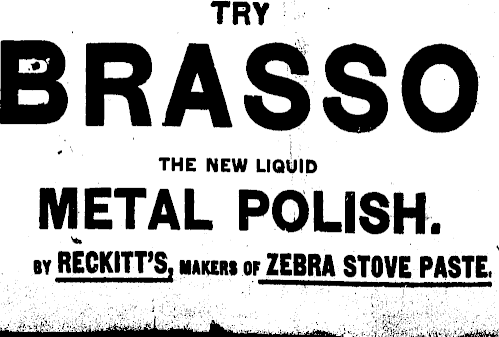 TRY
BRASSO
THE NEW LIQUID
METAL POLISH.
BY RECKITT'S, MAKERS OF ZEBRA STOVE PASTE.